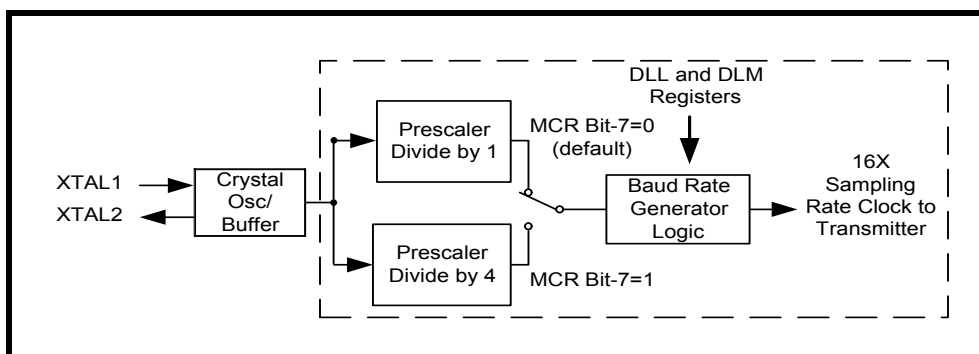 DLL and DLM
Registers
Prescaler
Divide by 1
MCR Bit-7=0
(default)
XTAL1
XTAL2
Crystal
Osc/
Buffer
Baud Rate
Generator
Logic
16X
Sampling
Rate Clock to
Transmitter
Prescaler
Divide by 4
MCR Bit-7=1